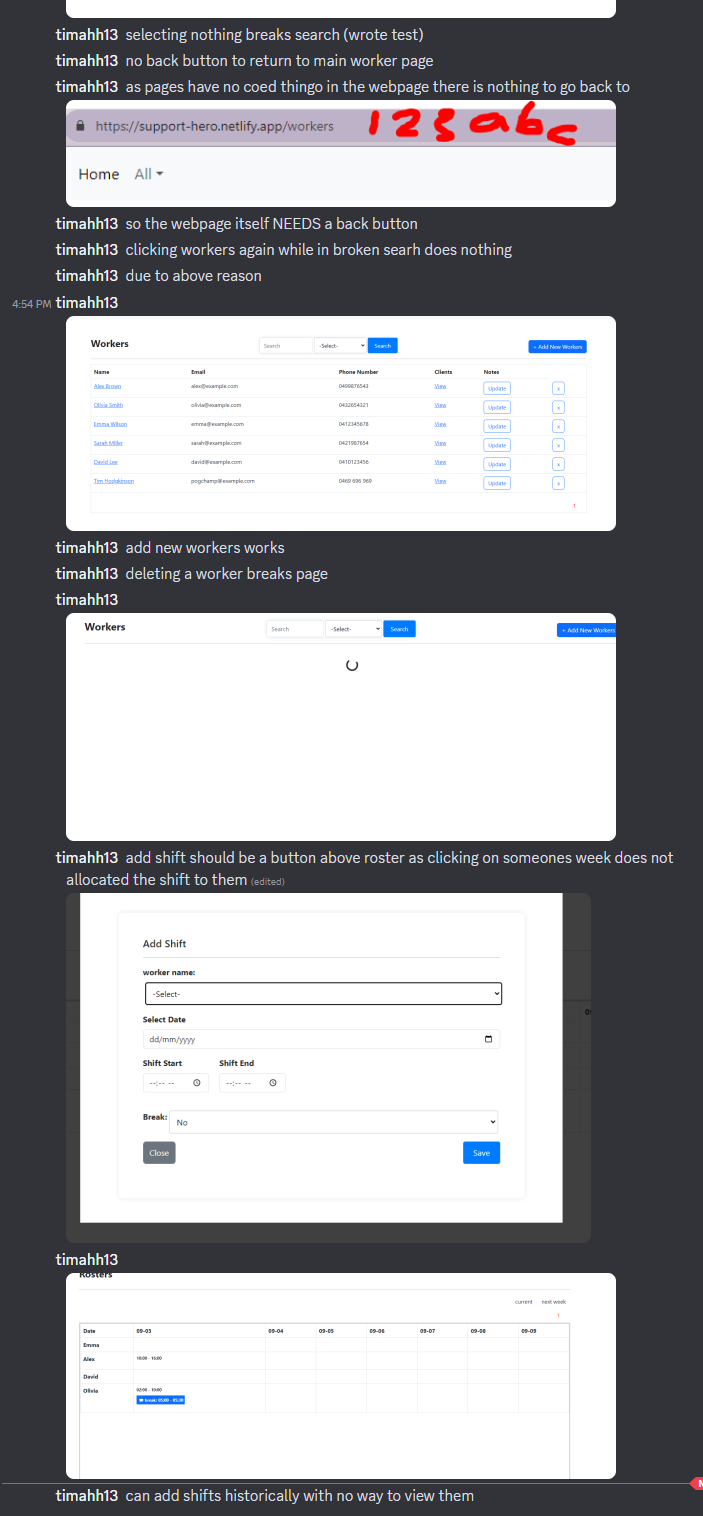 timahh13 selecting nothing breaks search (wrote test)
timahh13 no back button to return to main worker page
timahh13 as pages have no coed thingo in the webpage there is nothing to go back to
https://support-hero.netlify.app/workers 123 abc
Home All
timahh13 so the webpage itself NEEDS a back button
timahh13 clicking workers again while in broken searh does nothing
timahh13 due to above reason
4:54 PM timahh13
Workers Search -Select- Search + Add New Workers
Name Email Phone Number Clients Notes
Alex Brown alex@example.com 0499876543 View Update x
Olivia Smith olivia@example.com 0432654321 View Update x
Emma Wilson emma@example.com 0412345678 View Update x
Sarah Miller sarah@example.com 0421987654 View Update x
David Lee david@example.com 0410123456 View Update x
Tim Hodgkinson pogchamp@example.com 0469 696 969 View Update x
1
timahh13 add new workers works
timahh13 deleting a worker breaks page
timahh13
Workers Search -Select- Search + Add New Workers
timahh13 add shift should be a button above roster as clicking on someones week does not
allocated the shift to them (edited)
Add Shift
worker name:
-Select-
Select Date
dd/mm/yyyy
Shift Start Shift End
--:-- -- --:-- --
Break: No
Close Save
timahh13
Rosters
current next week
1
Date 09-03 09-04 09-05 09-06 09-07 09-08 09-09
Emma
Alex 10:00 - 16:00
David
Olivia 02:00 - 10:00
break: 05:00 - 05:30
timahh13 can add shifts historically with no way to view them